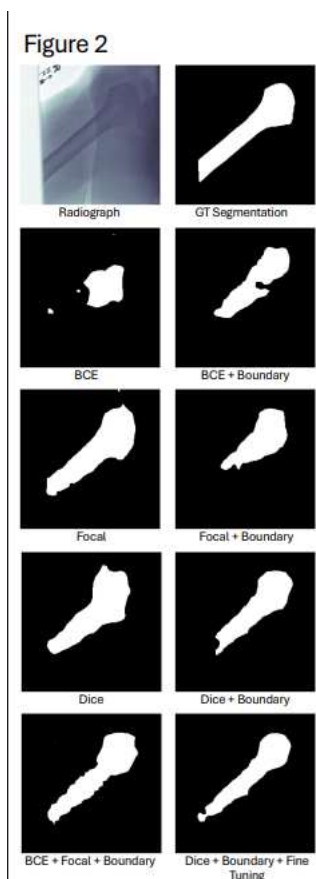 Figure 2
Radiograph
GT Segmentation
BCE
BCE + Boundary
Focal
Focal + Boundary
Dice
Dice + Boundary
BCE + Focal + Boundary
Dice + Boundary + Fine
Tuning